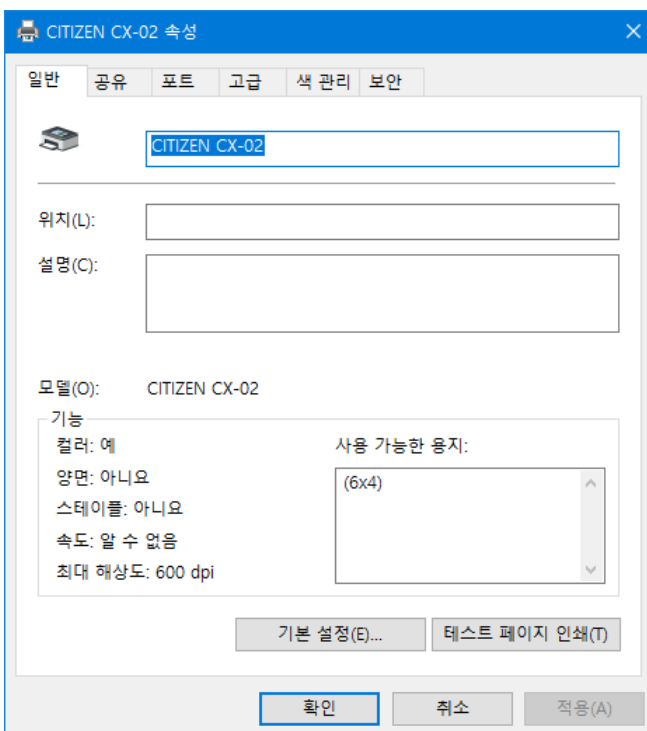 CITIZEN CX-02 속성
일반 공유 포트 고급 색 관리 보안
CITIZEN CX-02
위치(L):
설명(C):
모델(O): CITIZEN CX-02
기능
컬러: 예
사용 가능한 용지:
양면: 아니요
(6x4)
스테이플: 아니요
속도: 알 수 없음
최대 해상도: 600 dpi
기본 설정(E)... 테스트 페이지 인쇄(T)
확인 취소 적용(A)